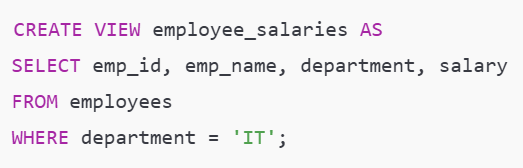 CREATE VIEW employee_salaries AS
SELECT emp_id, emp_name, department, salary
FROM employees
WHERE department = 'IT';